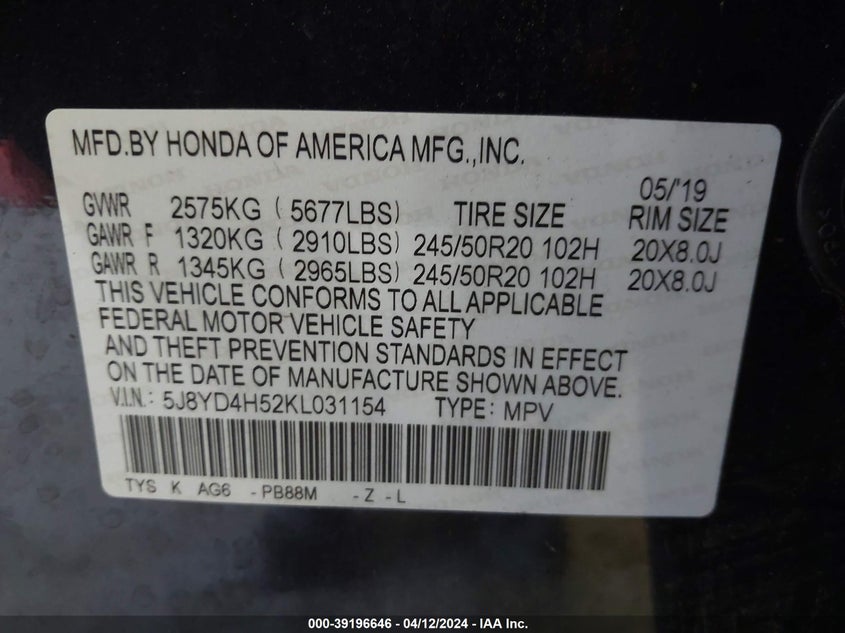 MFD.BY HONDA OF AMERICA MFG.,INC.
05/'19
GVWR 2575KG ( 5677LBS) TIRE SIZE RIM SIZE
GAWR F 1320KG ( 2910LBS) 245/50R20 102H 20X8.0J
GAWR R 1345KG ( 2965LBS) 245/50R20 102H 20X8.0J
THIS VEHICLE CONFORMS TO ALL APPLICABLE
FEDERAL MOTOR VEHICLE SAFETY
AND THEFT PREVENTION STANDARDS IN EFFECT
ON THE DATE OF MANUFACTURE SHOWN ABOVE.
V.I.N.: 5J8YD4H52KL031154 TYPE: MPV
TYS K AG6 -PB88M -Z -L
000-39196646 - 04/12/2024 - IAA Inc.